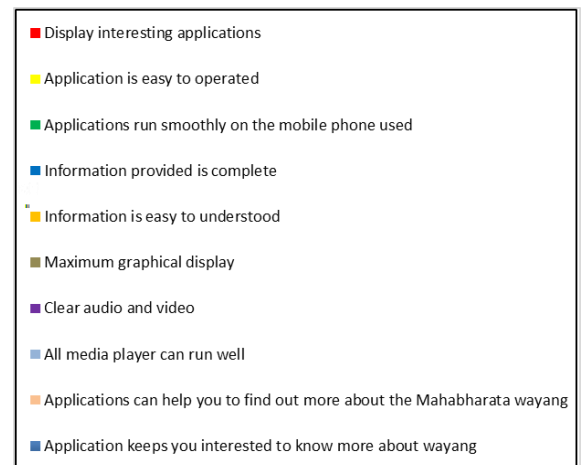 Display interesting applications
Application is easy to operated
Applications run smoothly on the mobile phone used
Information provided is complete
Information is easy to understood
Maximum graphical display
Clear audio and video
All media player can run well
Applications can help you to find out more about the Mahabharata wayang
Application keeps you interested to know more about wayang